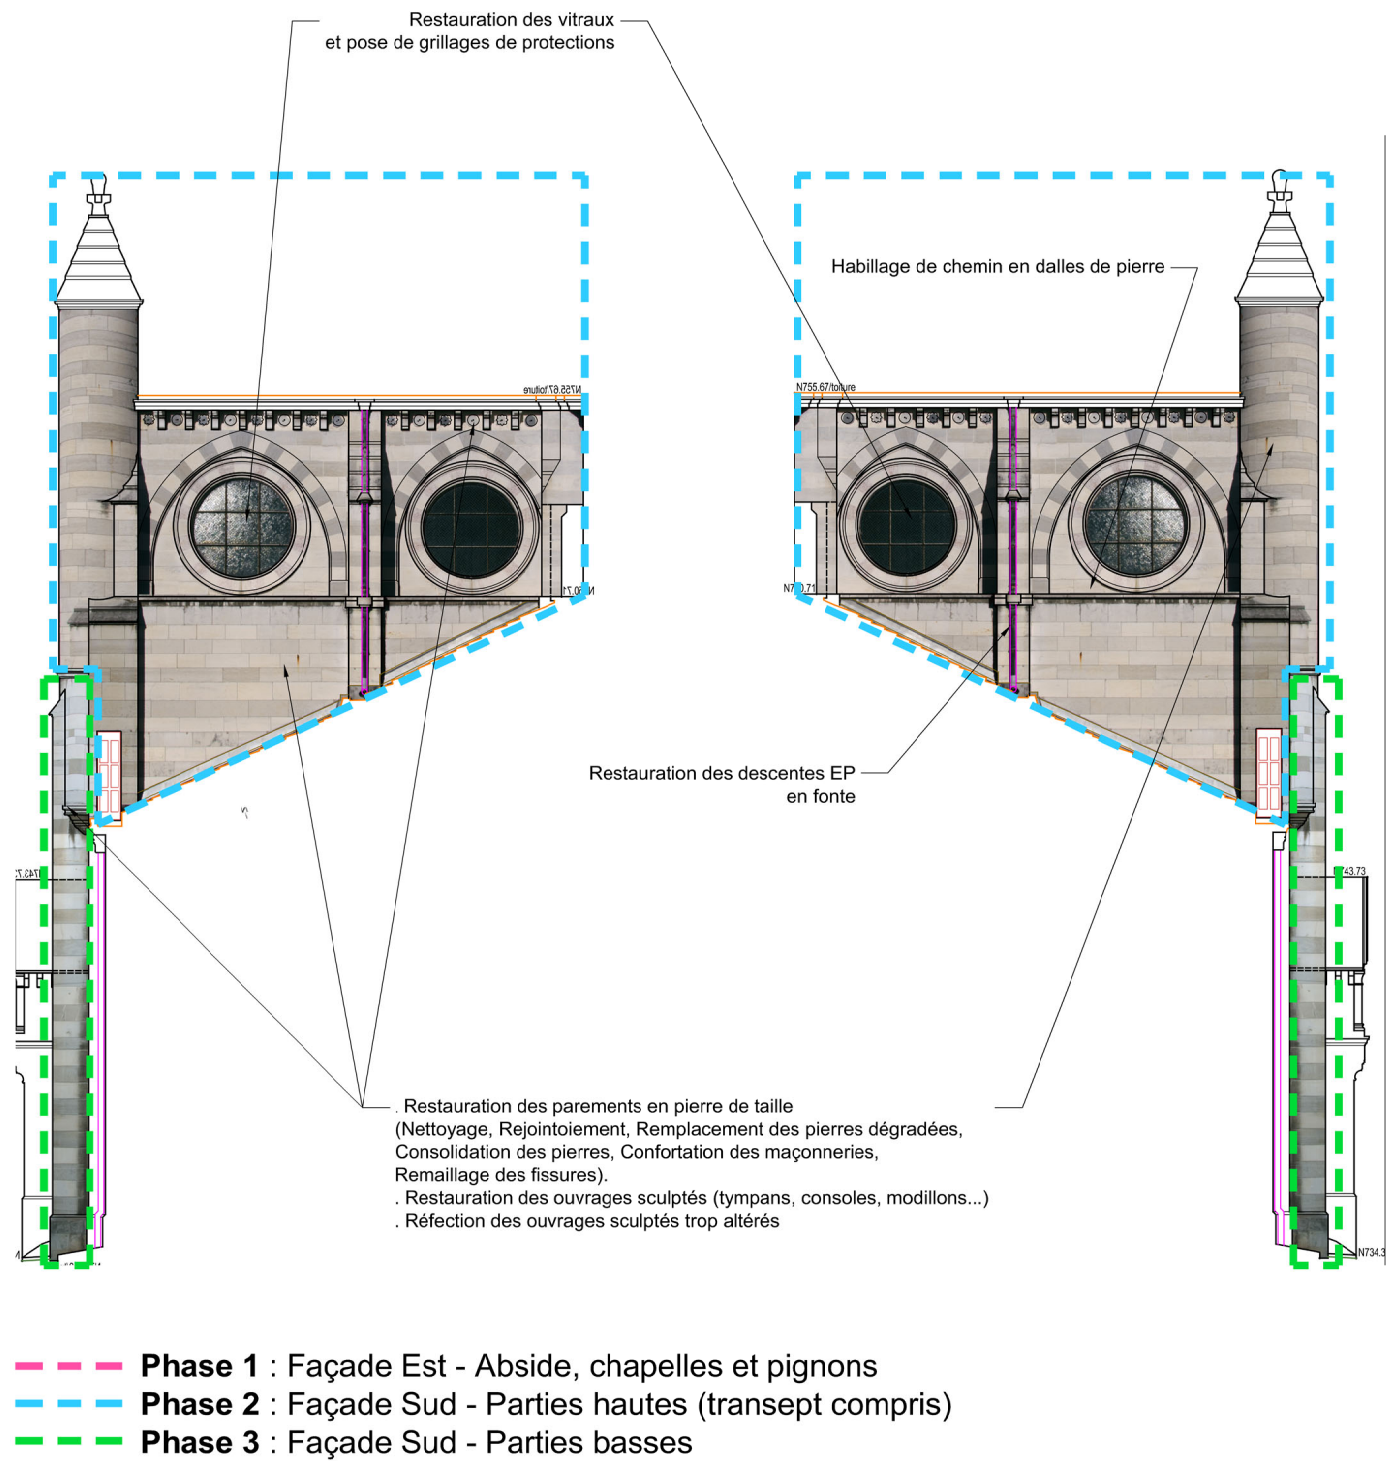 Restauration des vitraux
et pose de grillages de protections
Habillage de chemin en dalles de pierre
N755.67/toiture
N755.67/toiture
Restauration des descentes EP
en fonte
N743.73
. Restauration des parements en pierre de taille
(Nettoyage, Rejointoiement, Remplacement des pierres dégradées,
Consolidation des pierres, Confortation des maçonneries,
Remaillage des fissures).
. Restauration des ouvrages sculptés (tympans, consoles, modillons...)
. Réfection des ouvrages sculptés trop altérés
N734.3
Phase 1 : Façade Est - Abside, chapelles et pignons
Phase 2 : Façade Sud - Parties hautes (transept compris)
Phase 3 : Façade Sud - Parties basses